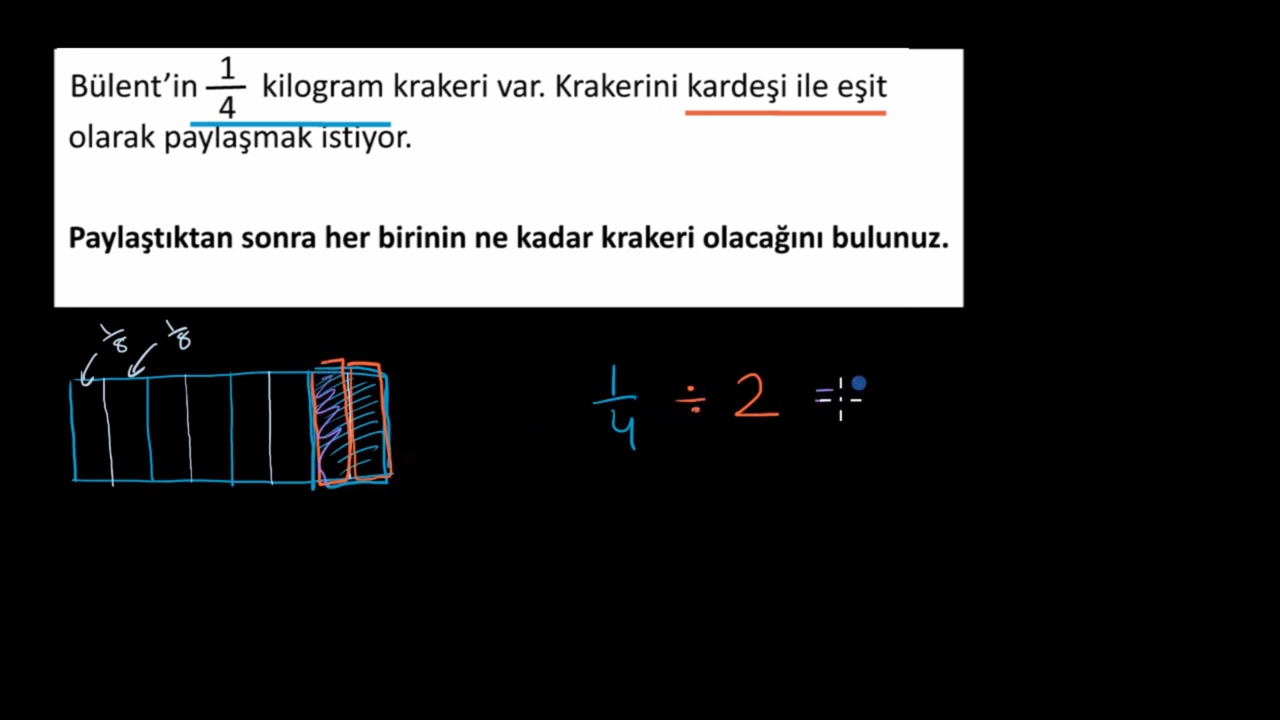 Bülent'in 1/4 kilogram krakeri var. Krakerini kardeşi ile eşit
olarak paylaşmak istiyor.
Paylaştıktan sonra her birinin ne kadar krakeri olacağını bulunuz.
1/8 1/8
1/4 ÷ 2 =